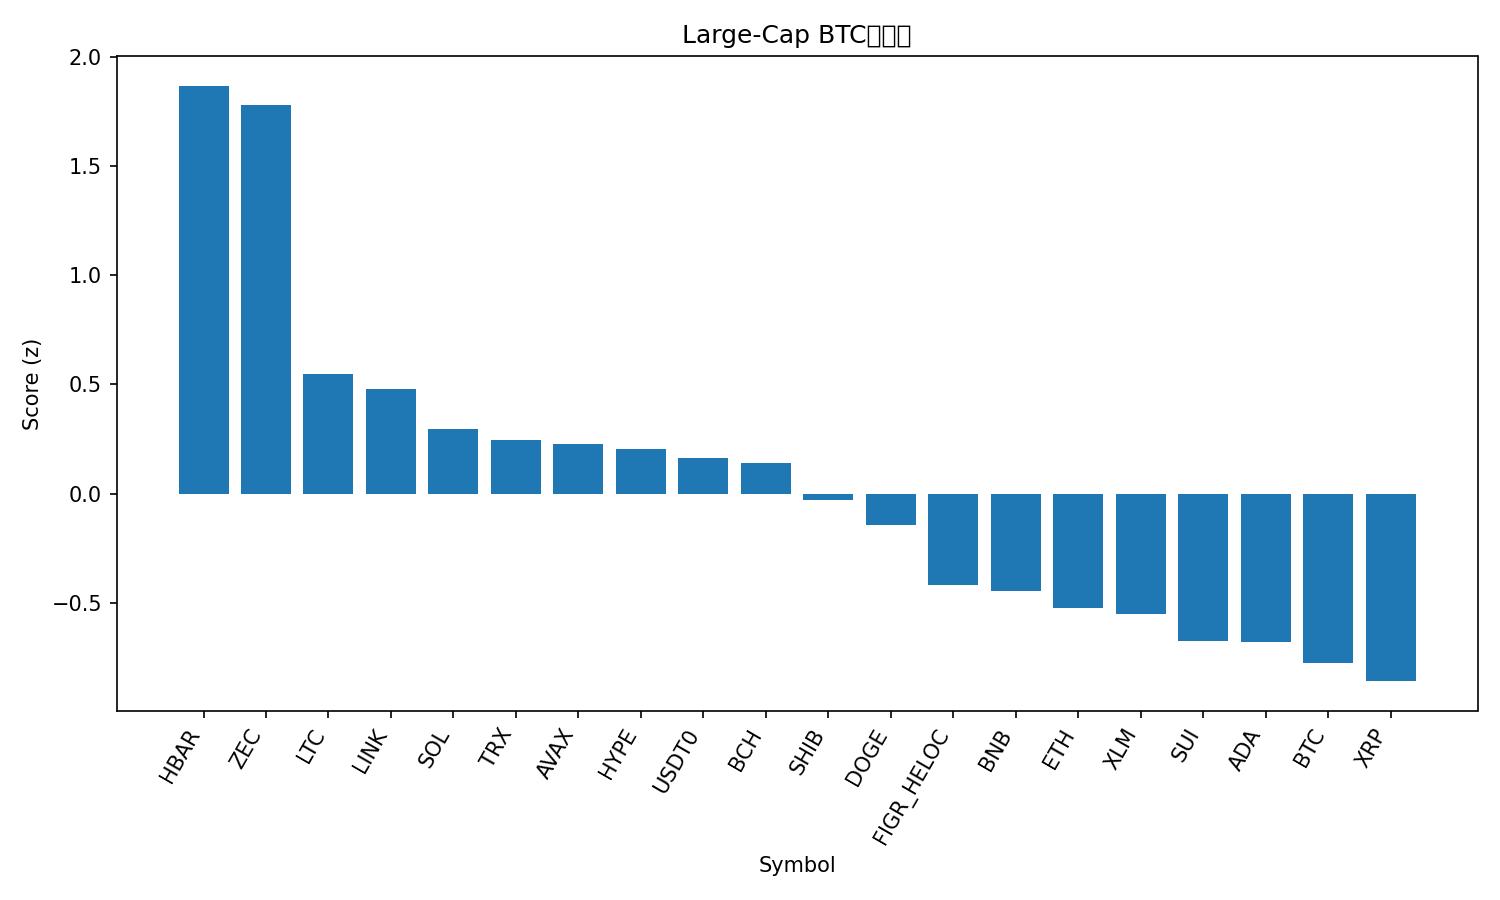 Large-Cap BTC
2.0
1.5
1.0
0.5
0.0
−0.5
Score (z)
HBAR
ZEC
LTC
LINK
SOL
TRX
AVAX
HYPE
USDT0
BCH
SHIB
DOGE
FIGR_HELOC
BNB
ETH
XLM
SUI
ADA
BTC
XRP
Symbol